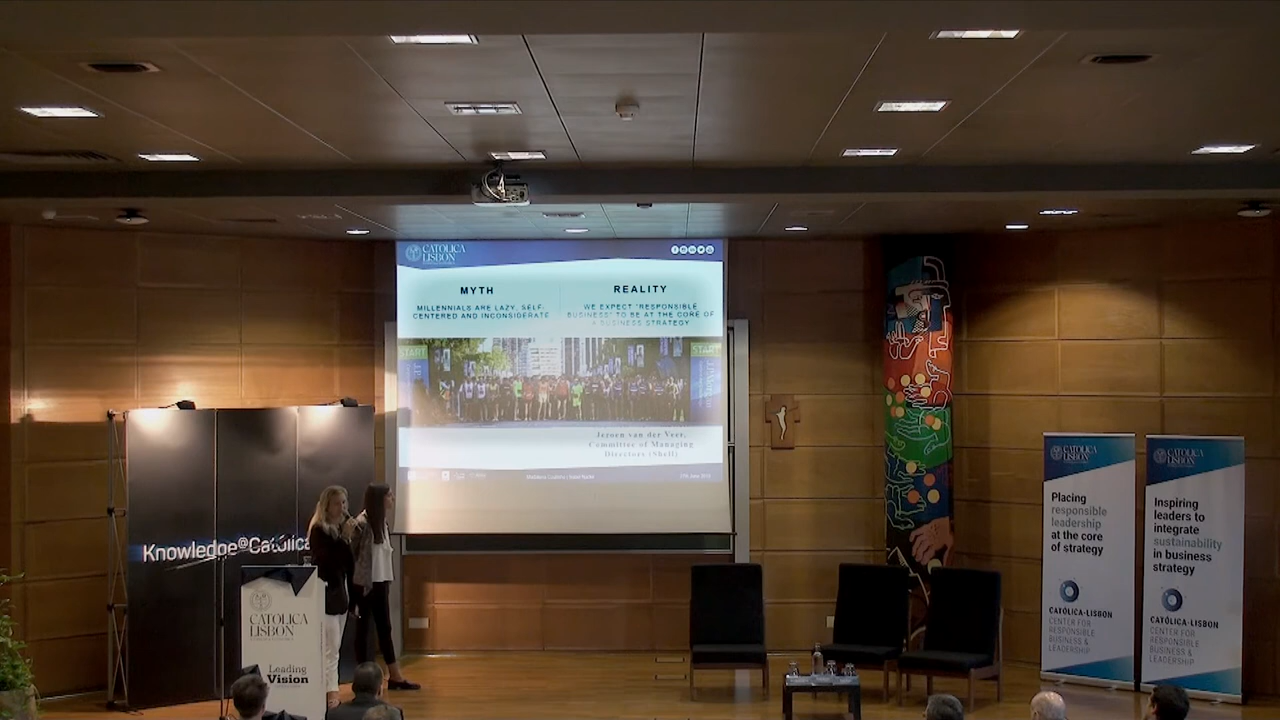 CATÓLICA
LISBON
MYTH
MILLENNIALS ARE LAZY, SELF-
CENTERED AND INCONSIDERATE
REALITY
WE EXPECT "RESPONSIBLE
BUSINESS" TO BE AT THE CORE OF
A BUSINESS STRATEGY
START
START
Jeroen van der Veer,
Committee of Managing
Directors (Shell)
Knowledge@Católica
CATÓLICA
LISBON
Leading
Vision
CATÓLICA
LISBON
Placing
responsible
leadership
at the core
of strategy
CATÓLICA-LISBON
CENTER FOR
RESPONSIBLE
BUSINESS &
LEADERSHIP
CATÓLICA
LISBON
Inspiring
leaders to
integrate
sustainability
in business
strategy
CATÓLICA-LISBON
CENTER FOR
RESPONSIBLE
BUSINESS &
LEADERSHIP